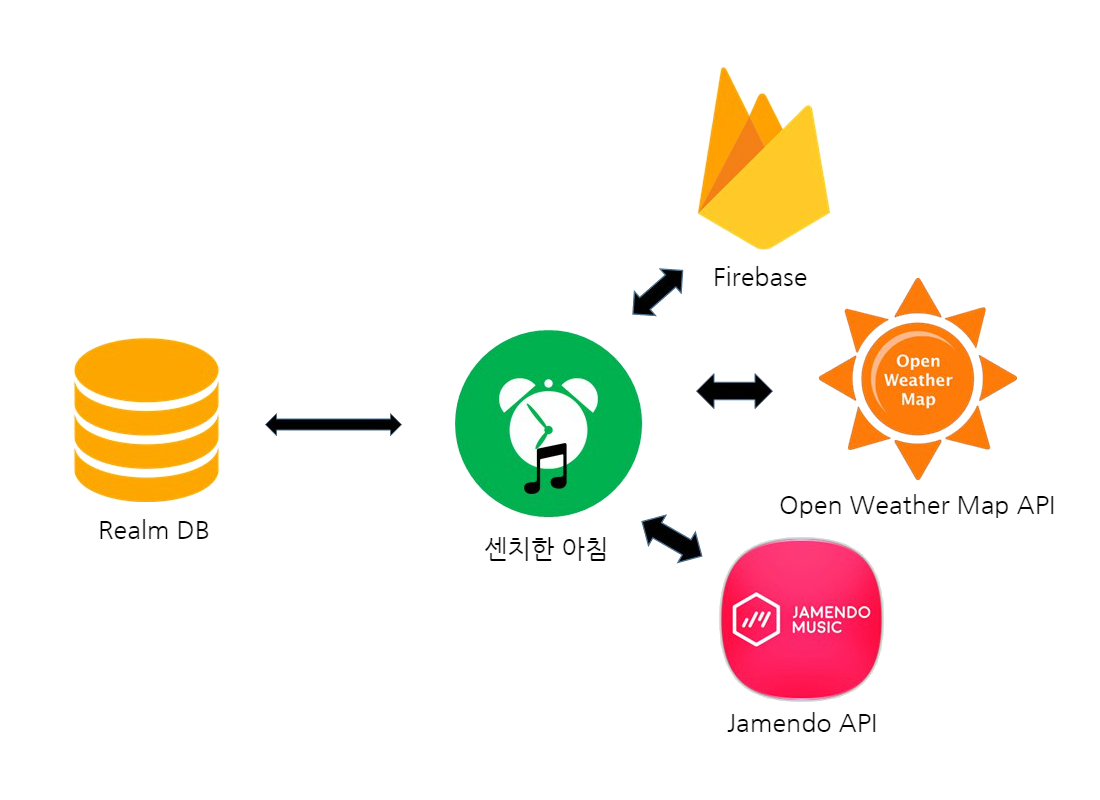 Firebase
Open
Weather
Map
Open Weather Map API
Realm DB
센치한 아침
JAMENDO
MUSIC
Jamendo API